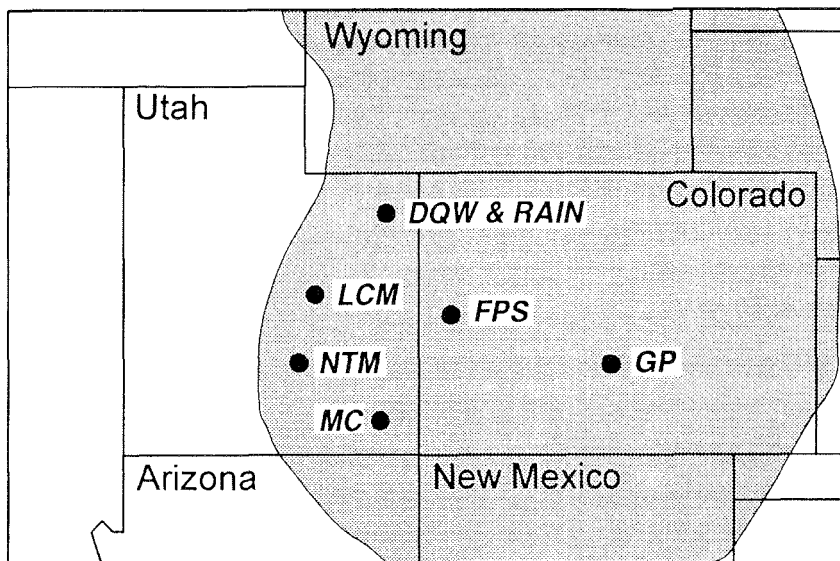 Wyoming
Utah
Colorado
DQW & RAIN
LCM
FPS
NTM
GP
MC
Arizona
New Mexico